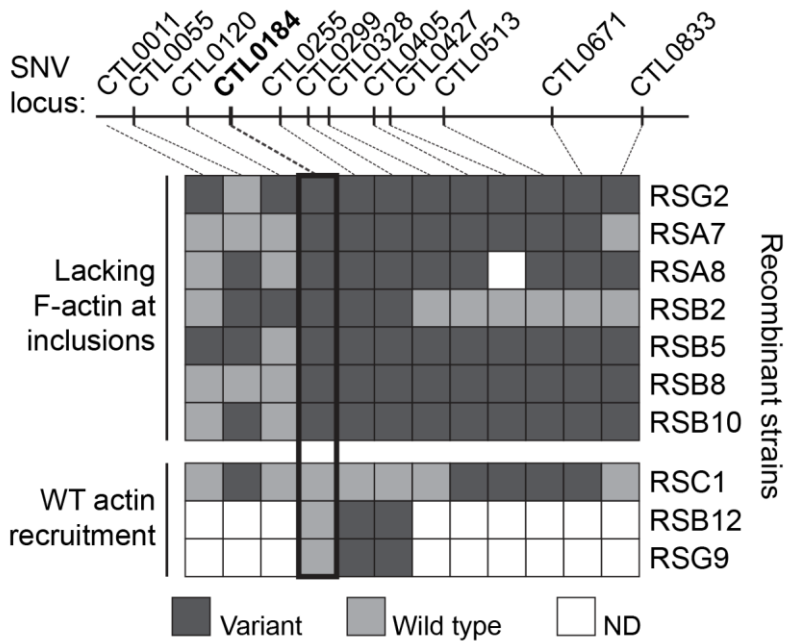 SNV
locus:
CTL0011
CTL0055
CTL0120
CTL0184
CTL0255
CTL0299
CTL0328
CTL0405
CTL0427
CTL0513
CTL0671
CTL0833
Lacking
F-actin at
inclusions
RSG2
RSA7
RSA8
RSB2
RSB5
RSB8
RSB10
WT actin
recruitment
RSC1
RSB12
RSG9
Recombinant strains
Variant
Wild type
ND